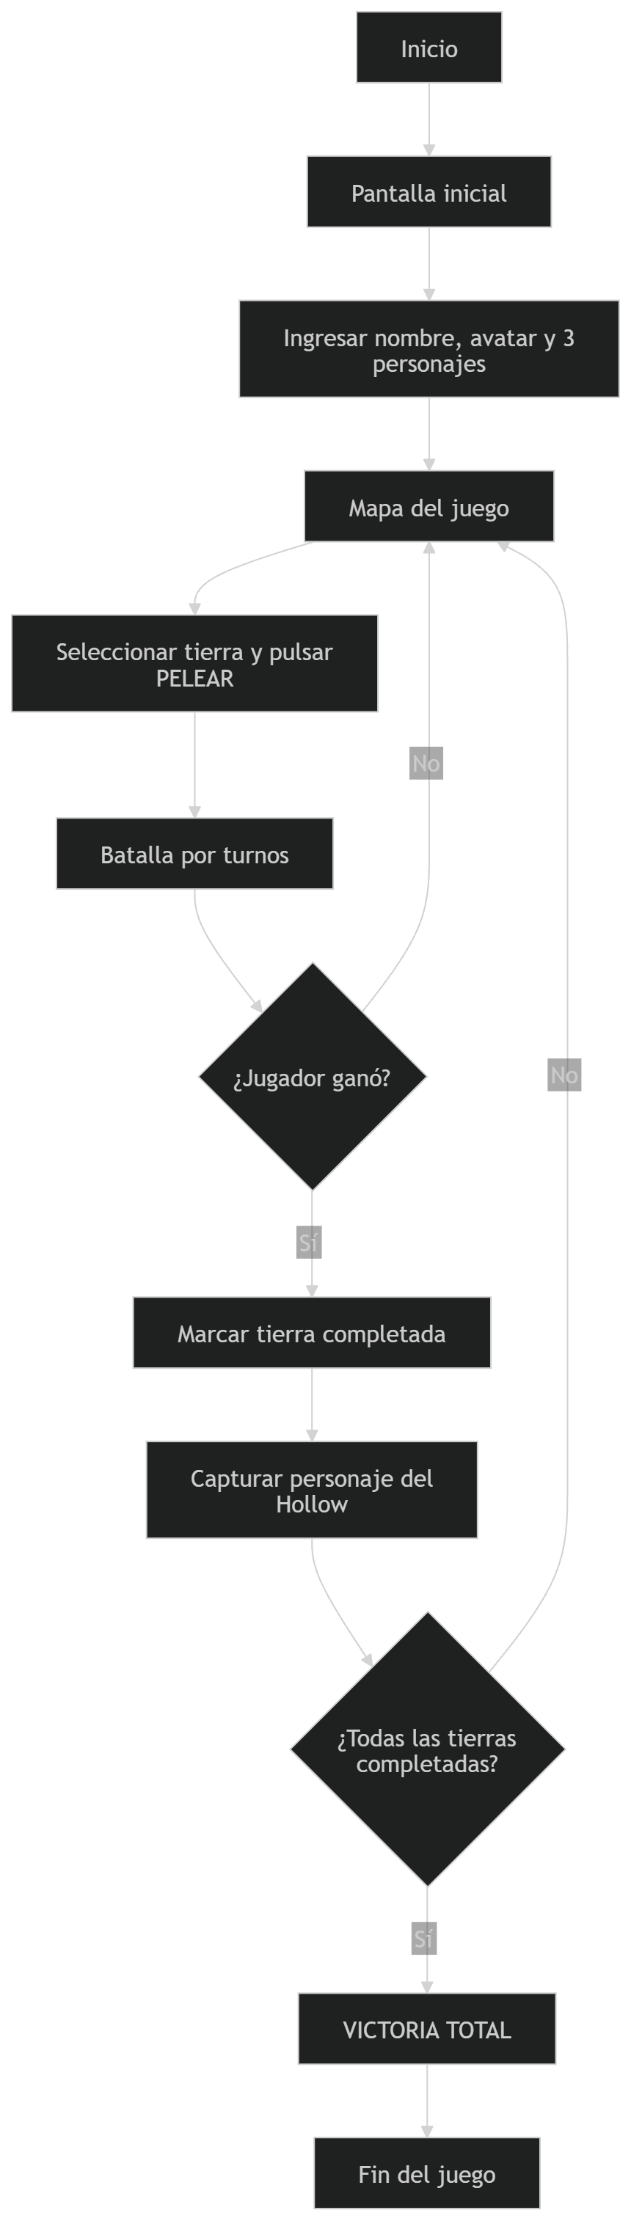 Inicio
Pantalla inicial
Ingresar nombre, avatar y 3
personajes
Mapa del juego
Seleccionar tierra y pulsar
PELEAR
No
Batalla por turnos
¿Jugador ganó?
No
Sí
Marcar tierra completada
Capturar personaje del
Hollow
¿Todas las tierras
completadas?
Sí
VICTORIA TOTAL
Fin del juego